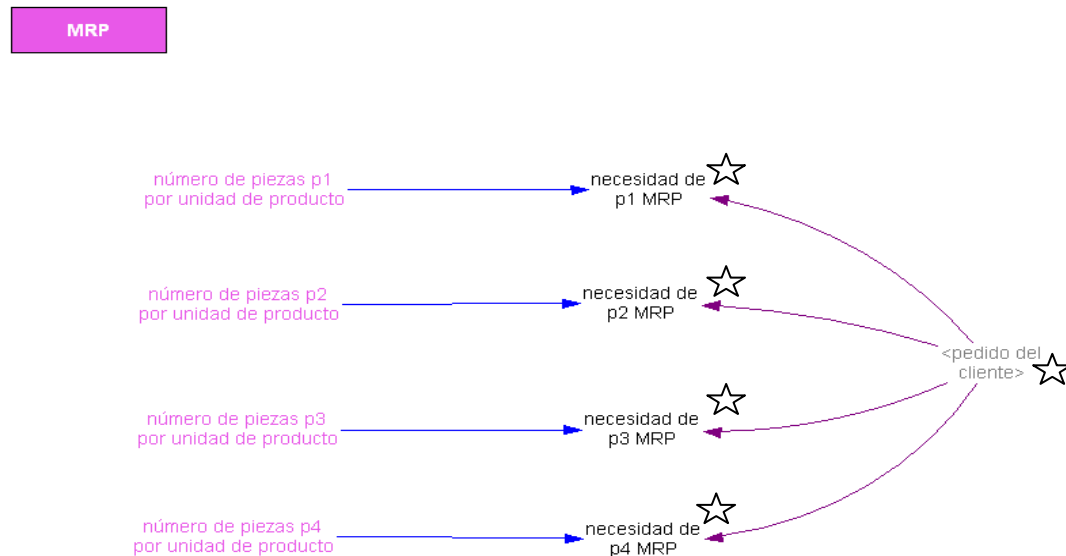 MRP
número de piezas p1
por unidad de producto
necesidad de
p1 MRP
número de piezas p2
por unidad de producto
necesidad de
p2 MRP
<pedido del
cliente>
número de piezas p3
por unidad de producto
necesidad de
p3 MRP
número de piezas p4
por unidad de producto
necesidad de
p4 MRP